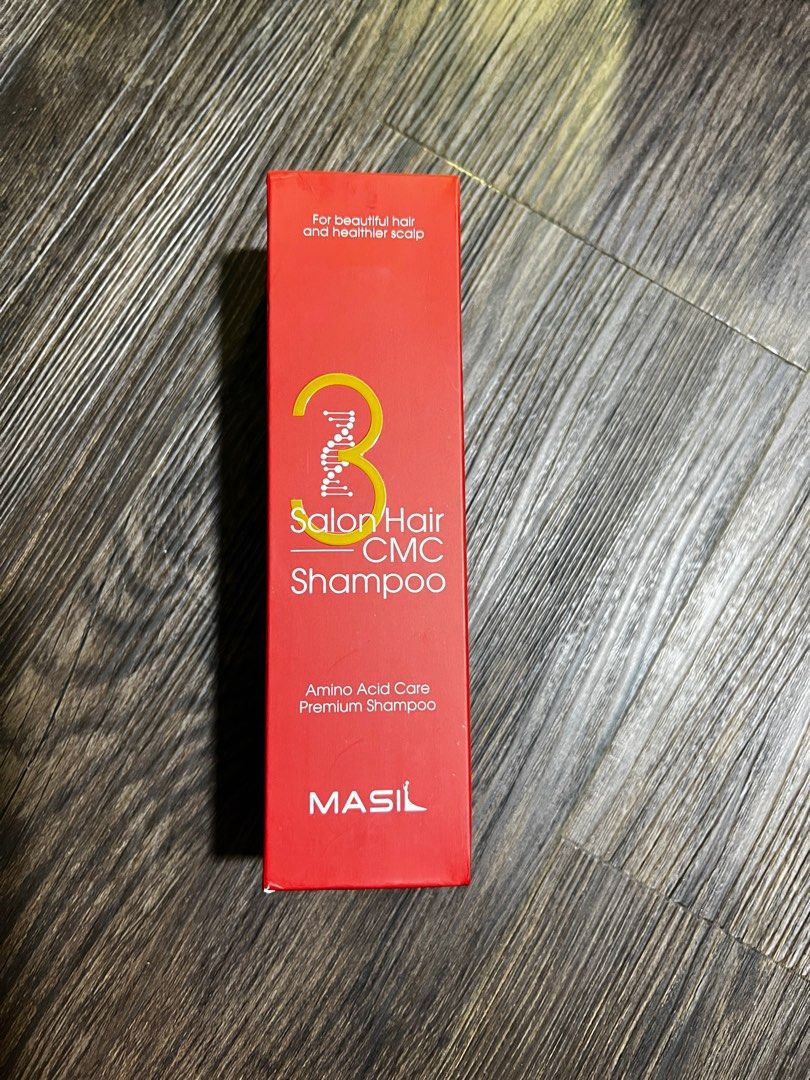 For beautiful hair
and healthier scalp
3
Salon Hair
CMC
Shampoo
Amino Acid Care
Premium Shampoo
MASIL